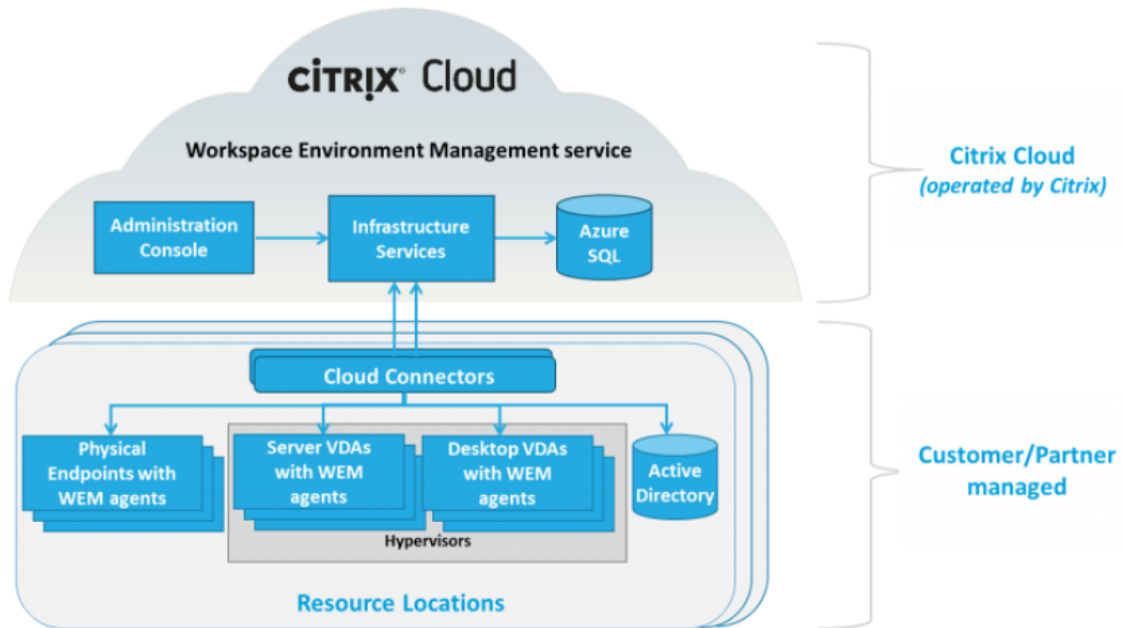 CiTRIX® Cloud
Workspace Environment Management service
Administration
Console
Infrastructure
Services
Azure
SQL
Citrix Cloud
(operated by Citrix)
Cloud Connectors
Physical
Endpoints with
WEM agents
Server VDAs
with WEM
agents
Desktop VDAs
with WEM
agents
Active
Directory
Hypervisors
Resource Locations
Customer/Partner
managed